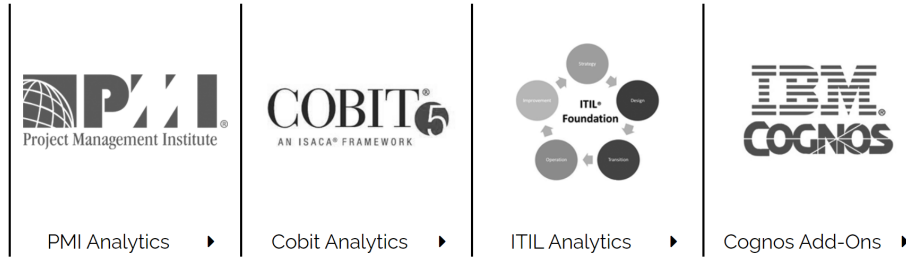 PMI®
Project Management Institute
PMI Analytics
COBIT® 5
AN ISACA® FRAMEWORK
Cobit Analytics
Strategy
Improvement
ITIL®
Foundation
Design
Operation
Transition
ITIL Analytics
IBM®
COGNOS
Cognos Add-Ons